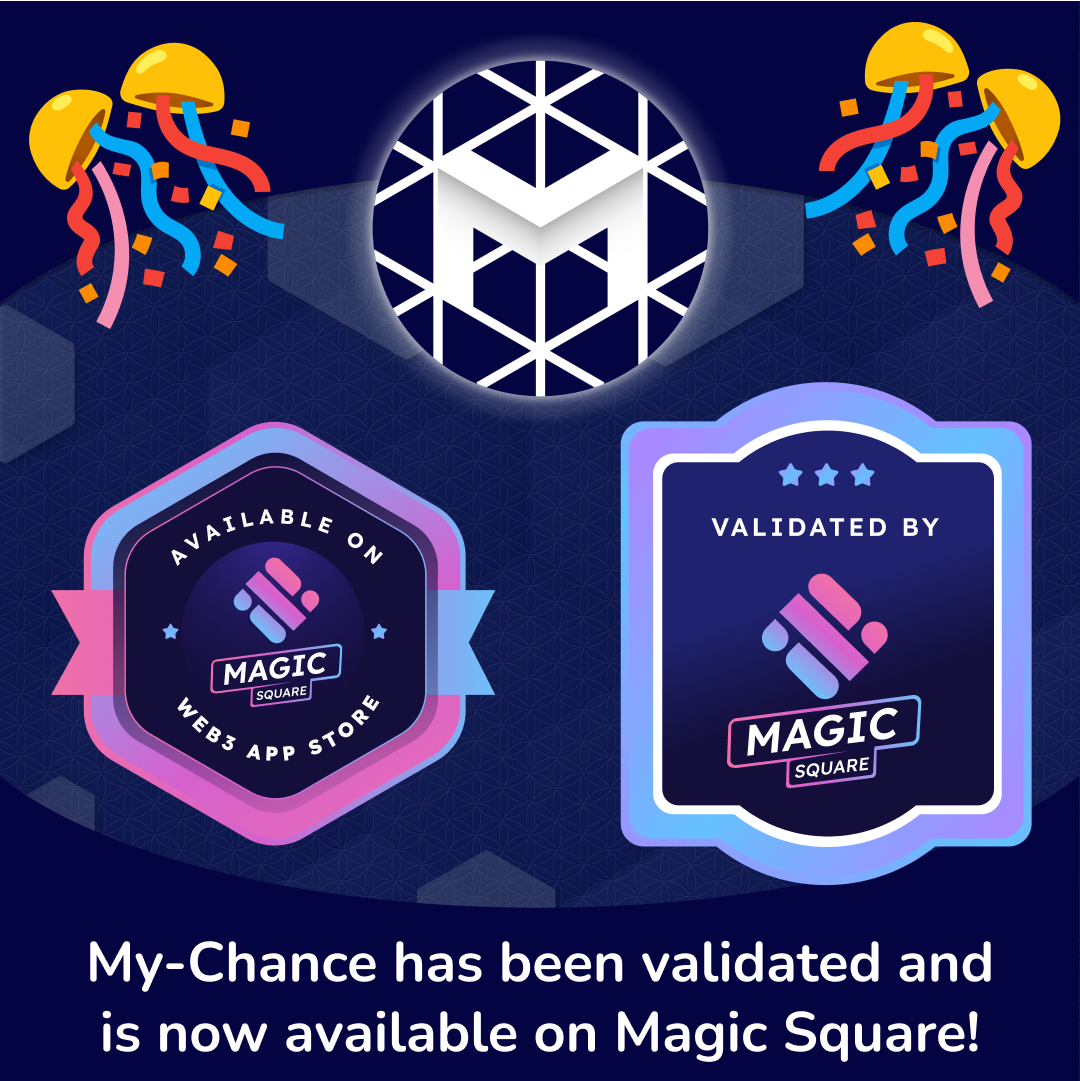 AVAILABLE ON
MAGIC
SQUARE
WEB3 APP STORE
VALIDATED BY
MAGIC
SQUARE
My-Chance has been validated and
is now available on Magic Square!